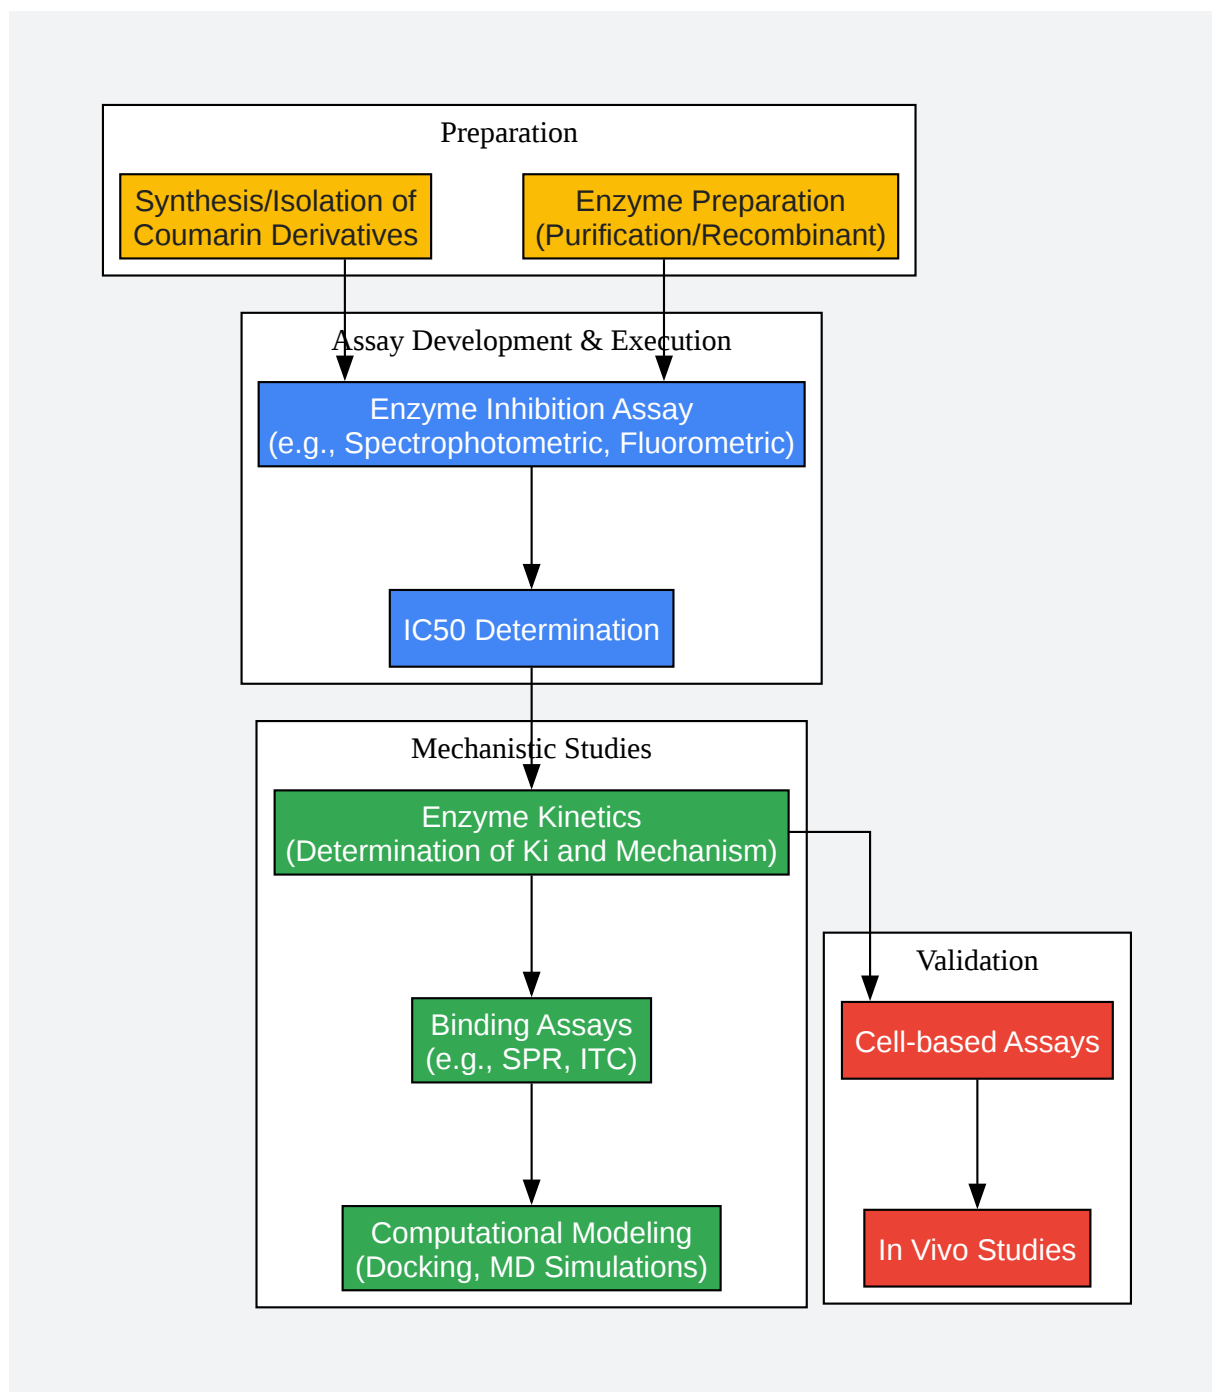 Preparation
Synthesis/Isolation of
Coumarin Derivatives
Enzyme Preparation
(Purification/Recombinant)
Assay Development & Execution
Enzyme Inhibition Assay
(e.g., Spectrophotometric, Fluorometric)
IC50 Determination
Mechanistic Studies
Enzyme Kinetics
(Determination of Ki and Mechanism)
Binding Assays
(e.g., SPR, ITC)
Computational Modeling
(Docking, MD Simulations)
Validation
Cell-based Assays
In Vivo Studies